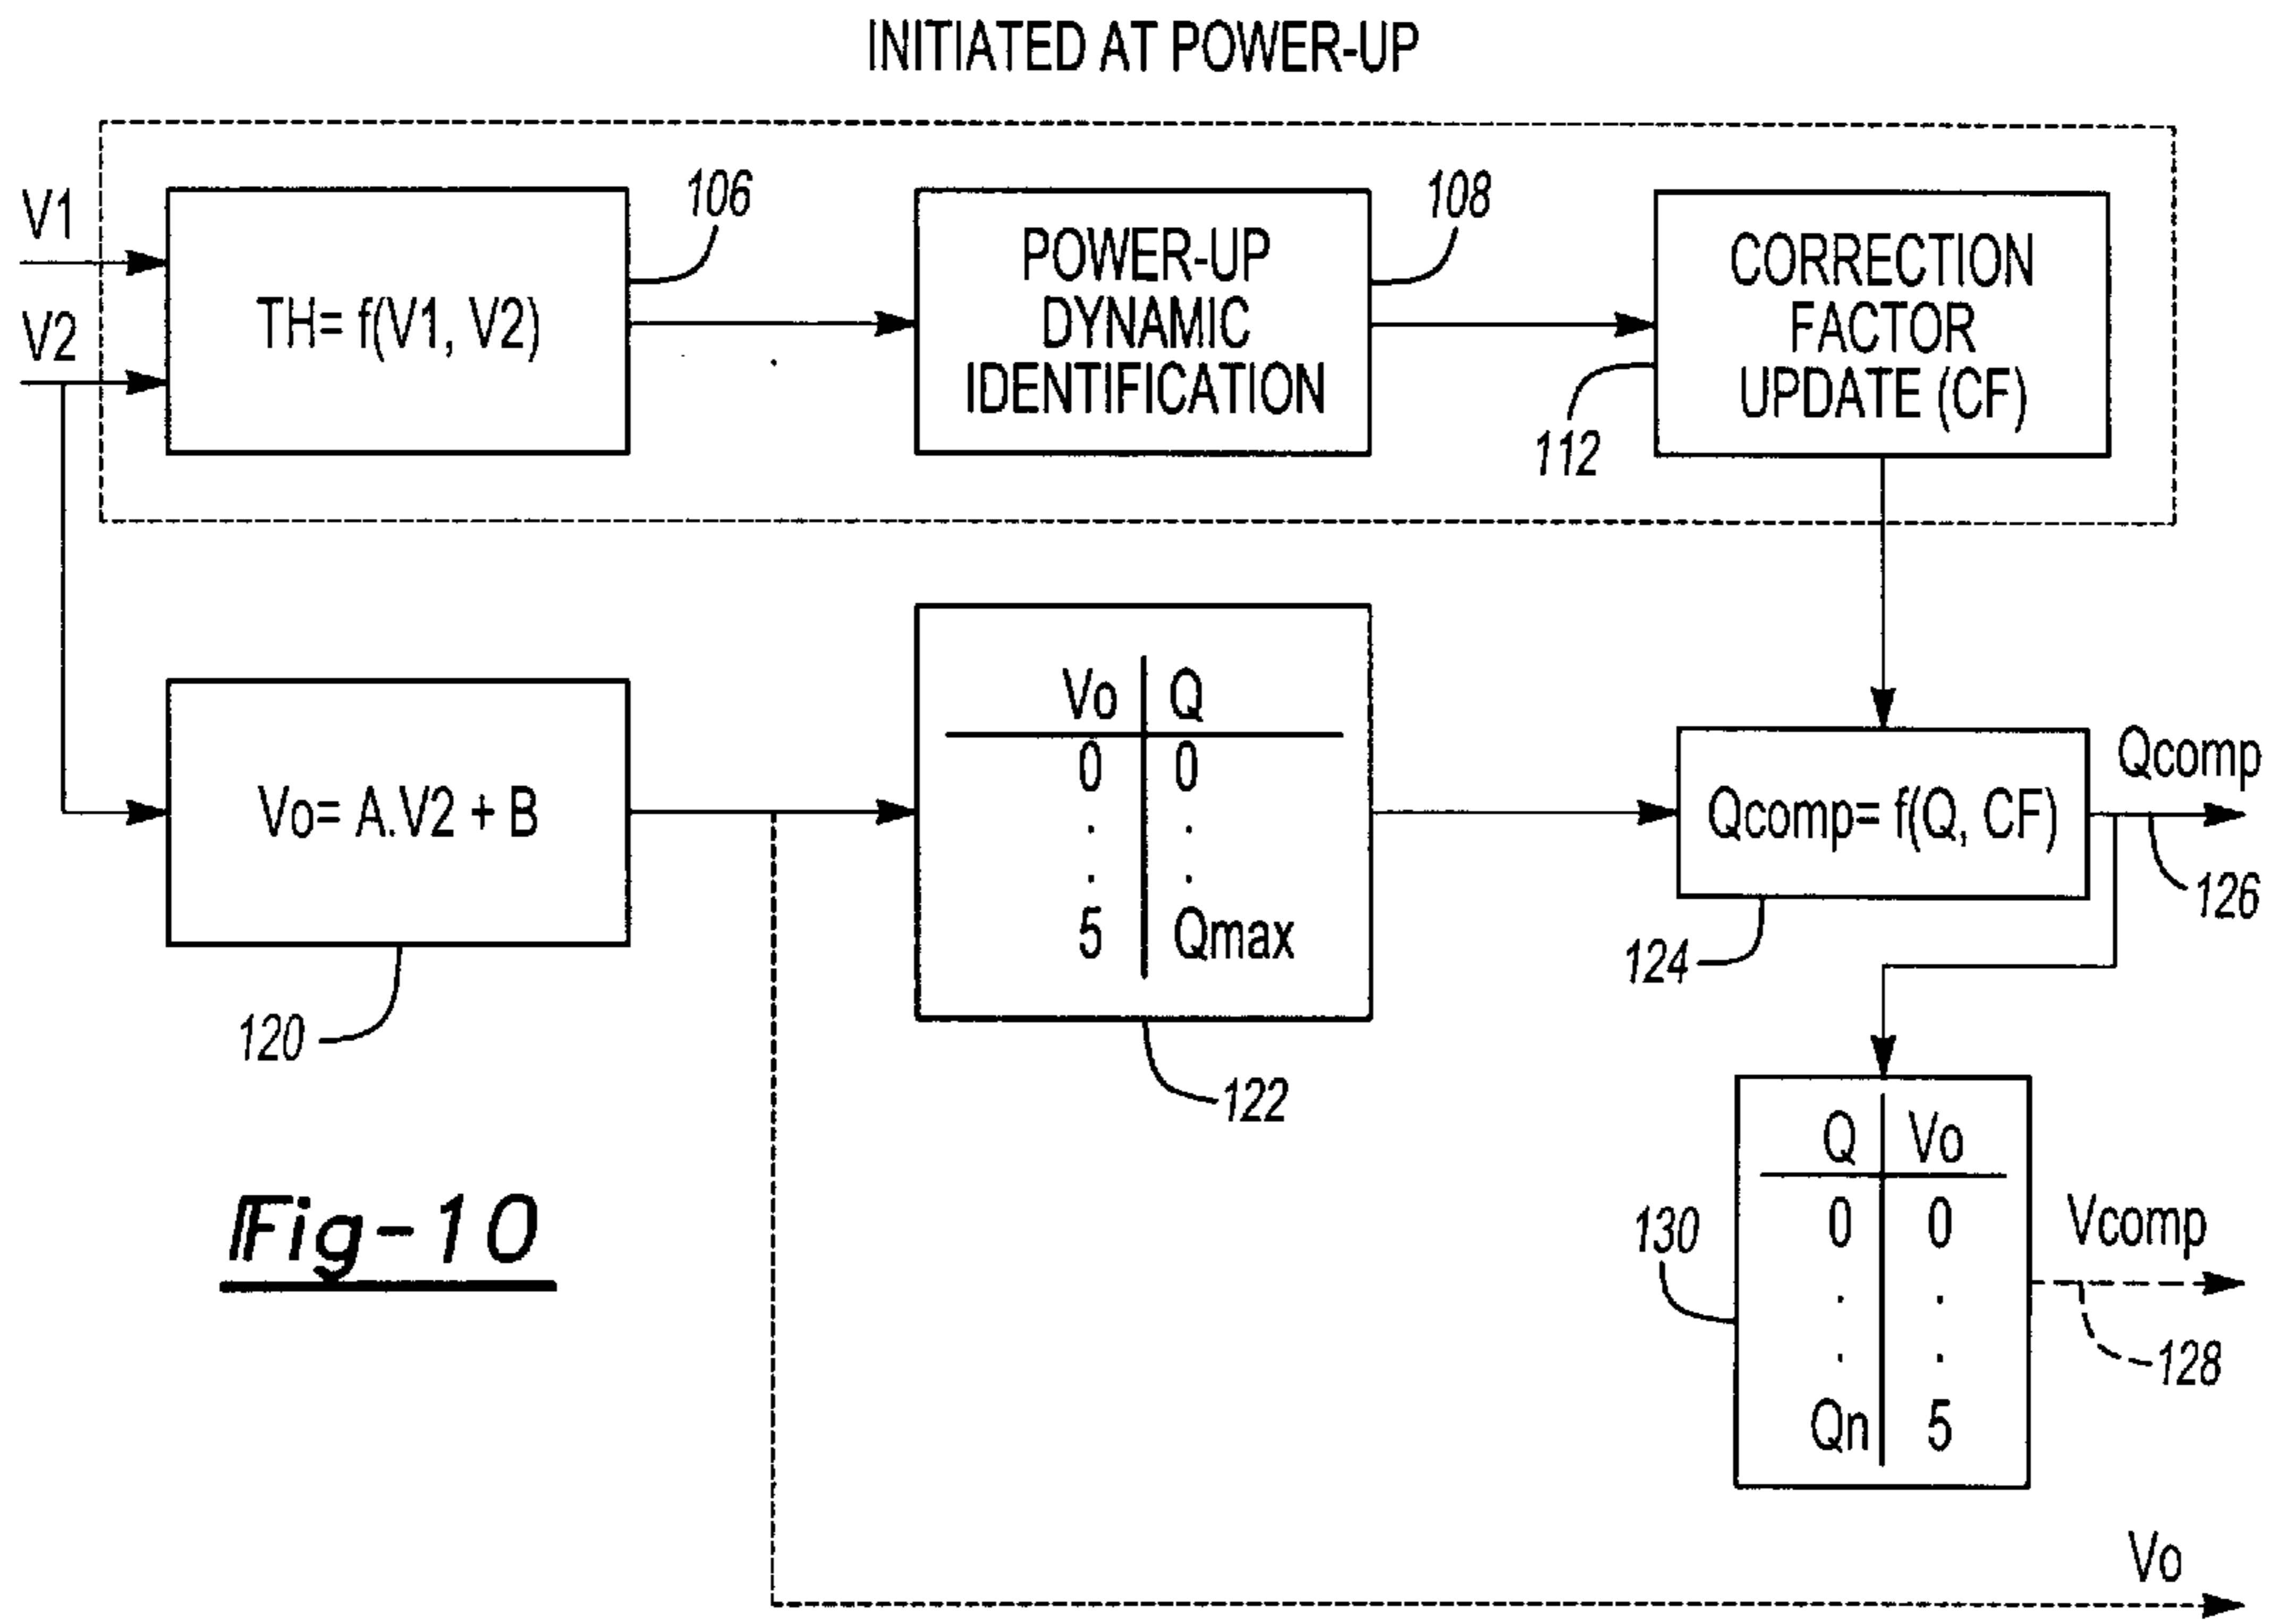 INITIATED AT POWER-UP
V1
V2
TH= f(V1, V2)
106
POWER-UP
DYNAMIC
IDENTIFICATION
108
CORRECTION
FACTOR
UPDATE (CF)
112
Vo= A.V2 + B
120
Vo Q
0 0
. .
. .
5 Qmax
122
Qcomp= f(Q, CF)
124
Qcomp
126
Q Vo
0 0
. .
. .
Qn 5
130
Vcomp
128
Vo
Fig-10